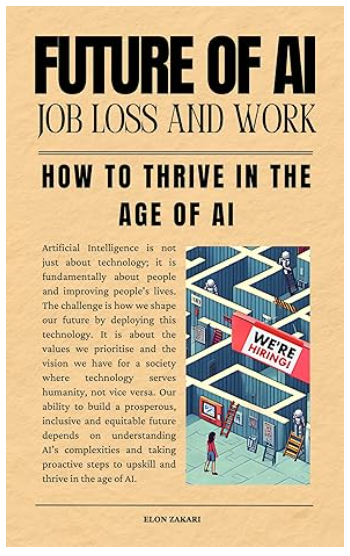 FUTURE OF AI
JOB LOSS AND WORK
HOW TO THRIVE IN THE
AGE OF AI
Artificial Intelligence is not
just about technology; it is
fundamentally about people
and improving people's lives.
The challenge is how we shape
our future by deploying this
technology. It is about the
values we prioritise and the
vision we have for a society
where technology serves
humanity, not vice versa. Our
ability to build a prosperous,
inclusive and equitable future
depends on understanding
AI's complexities and taking
proactive steps to upskill and
thrive in the age of AI.
WE'RE
HIRING!
ELON ZAKARI